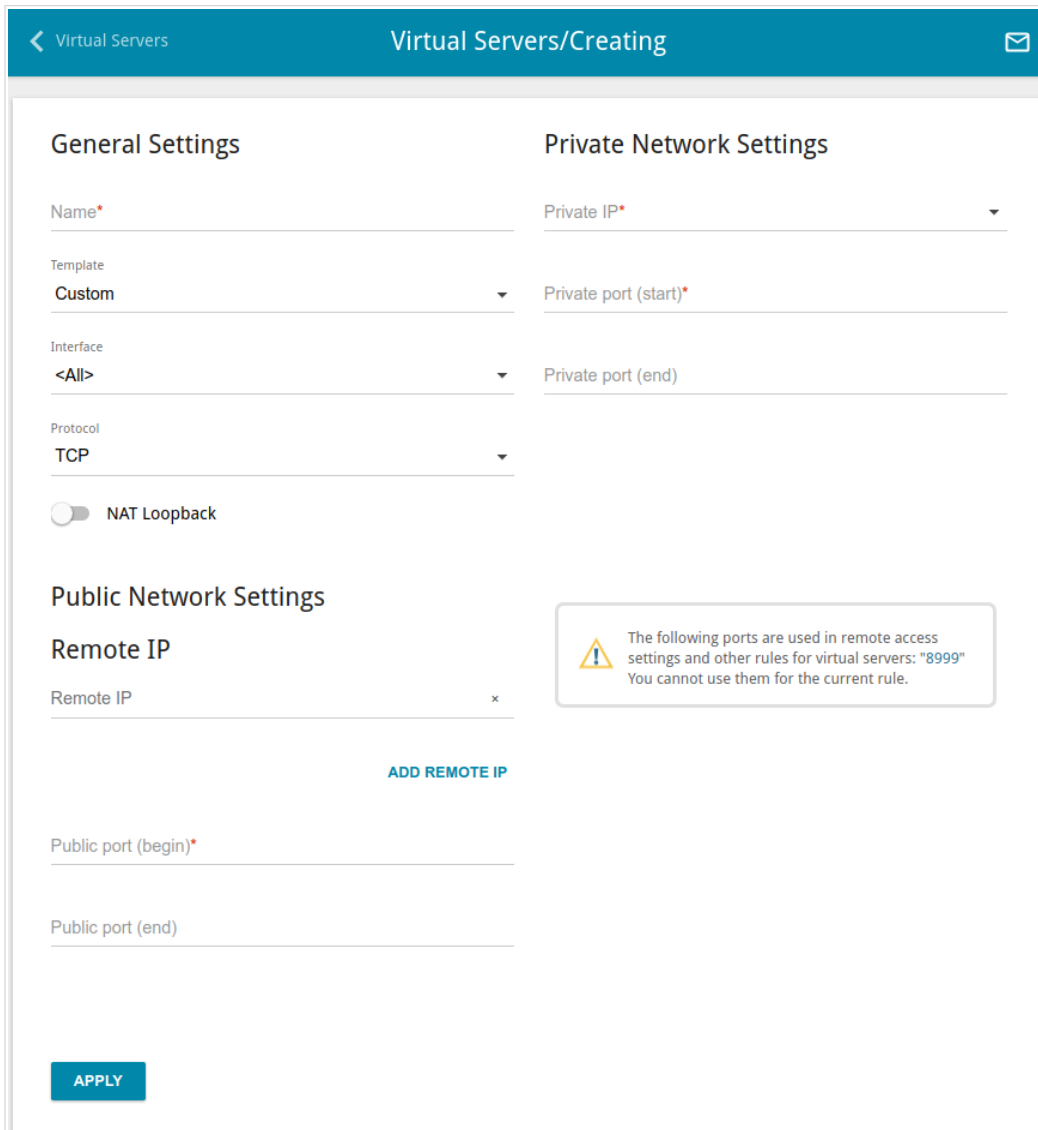 Virtual Servers
Virtual Servers/Creating
General Settings
Name*
Template
Custom
Interface
<All>
Protocol
TCP
NAT Loopback
Private Network Settings
Private IP*
Private port (start)*
Private port (end)
Public Network Settings
Remote IP
Remote IP
×
ADD REMOTE IP
Public port (begin)*
Public port (end)
The following ports are used in remote access
settings and other rules for virtual servers: "8999"
You cannot use them for the current rule.
APPLY